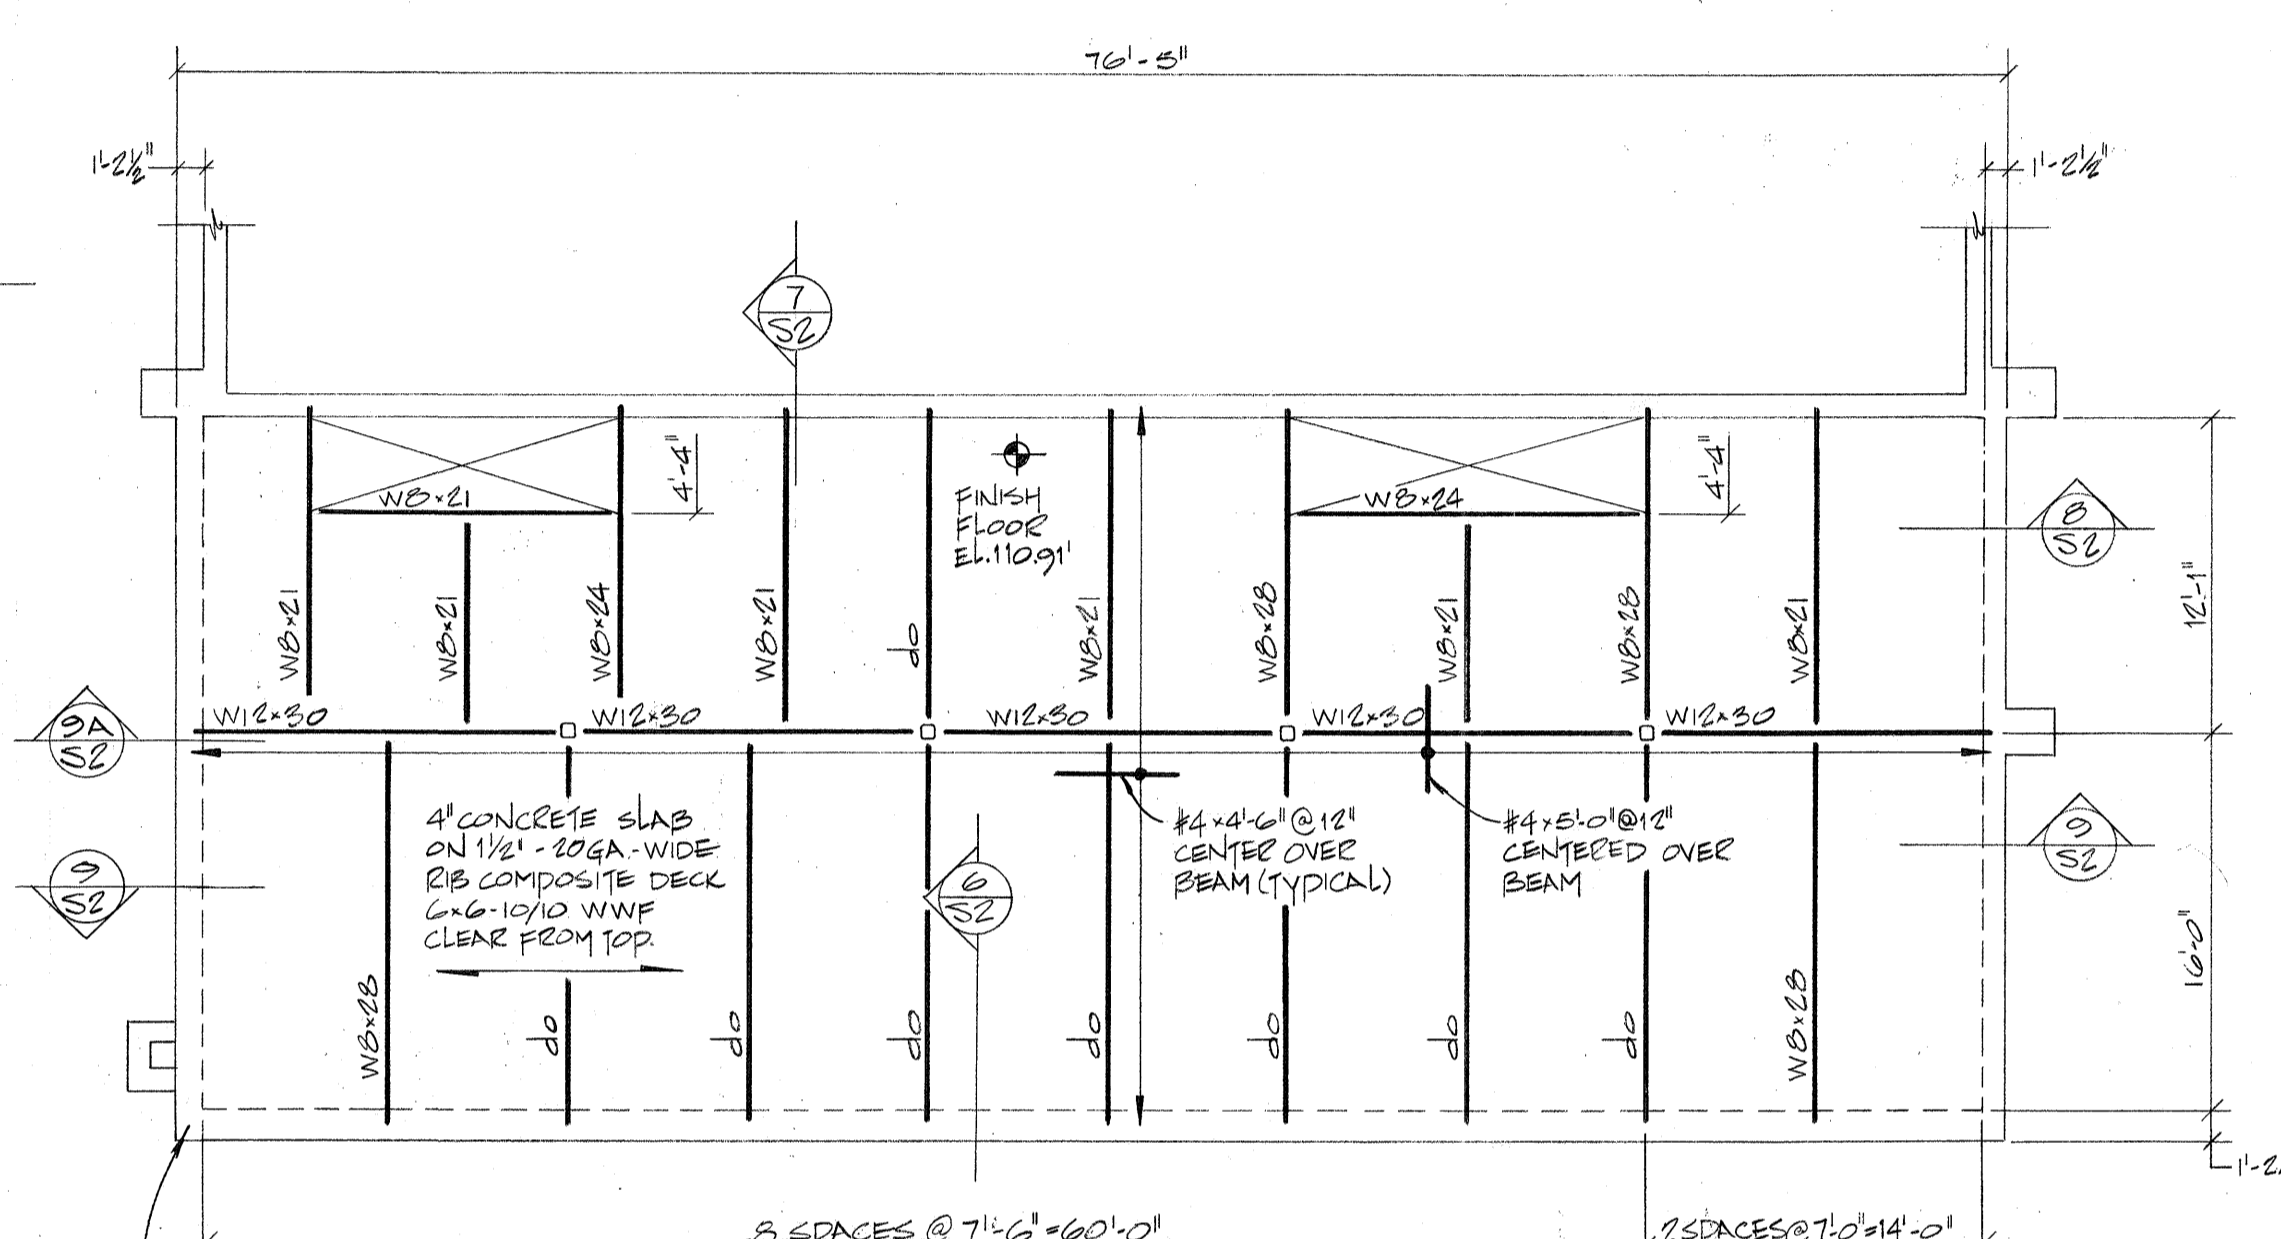 76'-5"
1'-2½"
1'-2½"
7
S2
4'-4"
4'-4"
W8×21
W8×24
FINISH
FLOOR
EL.110.91'
8
S2
12'-1"
W8×21
W8×21
W8×24
W8×21
do
W8×21
W8×28
W8×21
W8×28
W8×21
9A
S2
W12×30
W12×30
W12×30
W12×30
W12×30
4" CONCRETE SLAB
ON 1½" - 20GA.-WIDE
RIB COMPOSITE DECK
6×6-10/10 WWF
CLEAR FROM TOP.
#4×4'-6"@12"
CENTER OVER
BEAM (TYPICAL)
#4×5'-0"@12"
CENTERED OVER
BEAM
9
S2
6
S2
9
S2
16'-0"
W8×28
do
do
do
do
do
do
do
W8×28
8 SPACES @ 7'-6"=60'-0"
2SPACES@7'-0"=14'-0"